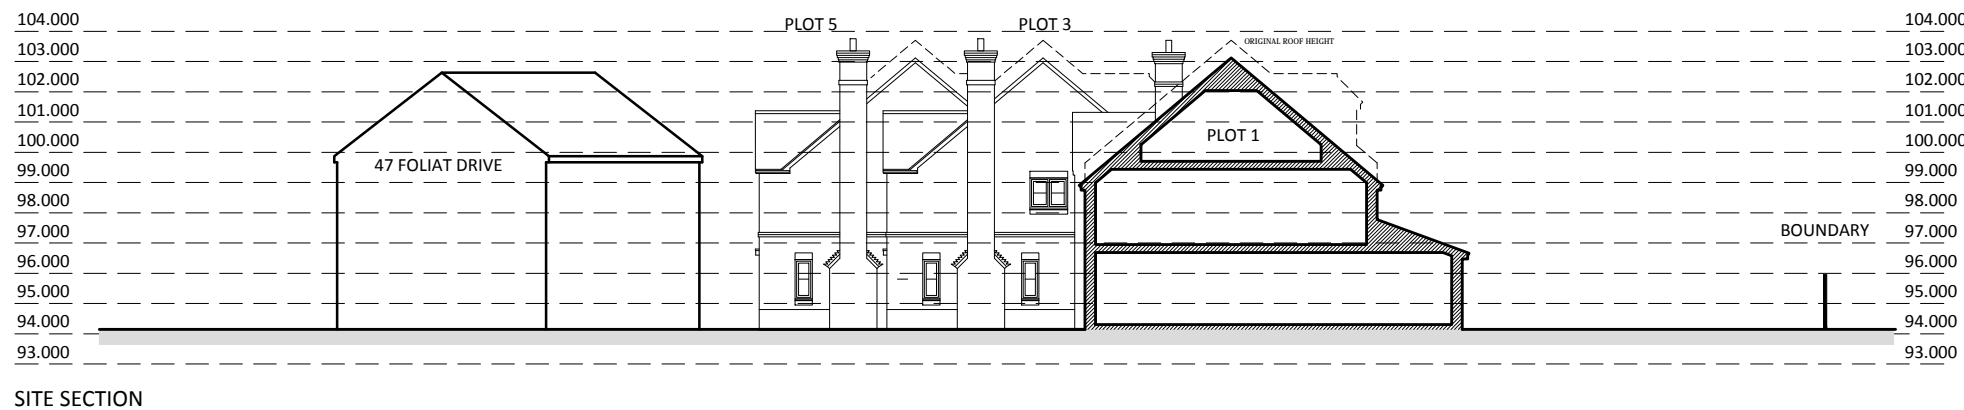 104.000 PLOT 5 PLOT 3 104.000
103.000 ORIGINAL ROOF HEIGHT 103.000
102.000 102.000
101.000 101.000
100.000 PLOT 1 100.000
99.000 47 FOLIAT DRIVE 99.000
98.000 98.000
97.000 BOUNDARY 97.000
96.000 96.000
95.000 95.000
94.000 94.000
93.000 93.000
SITE SECTION